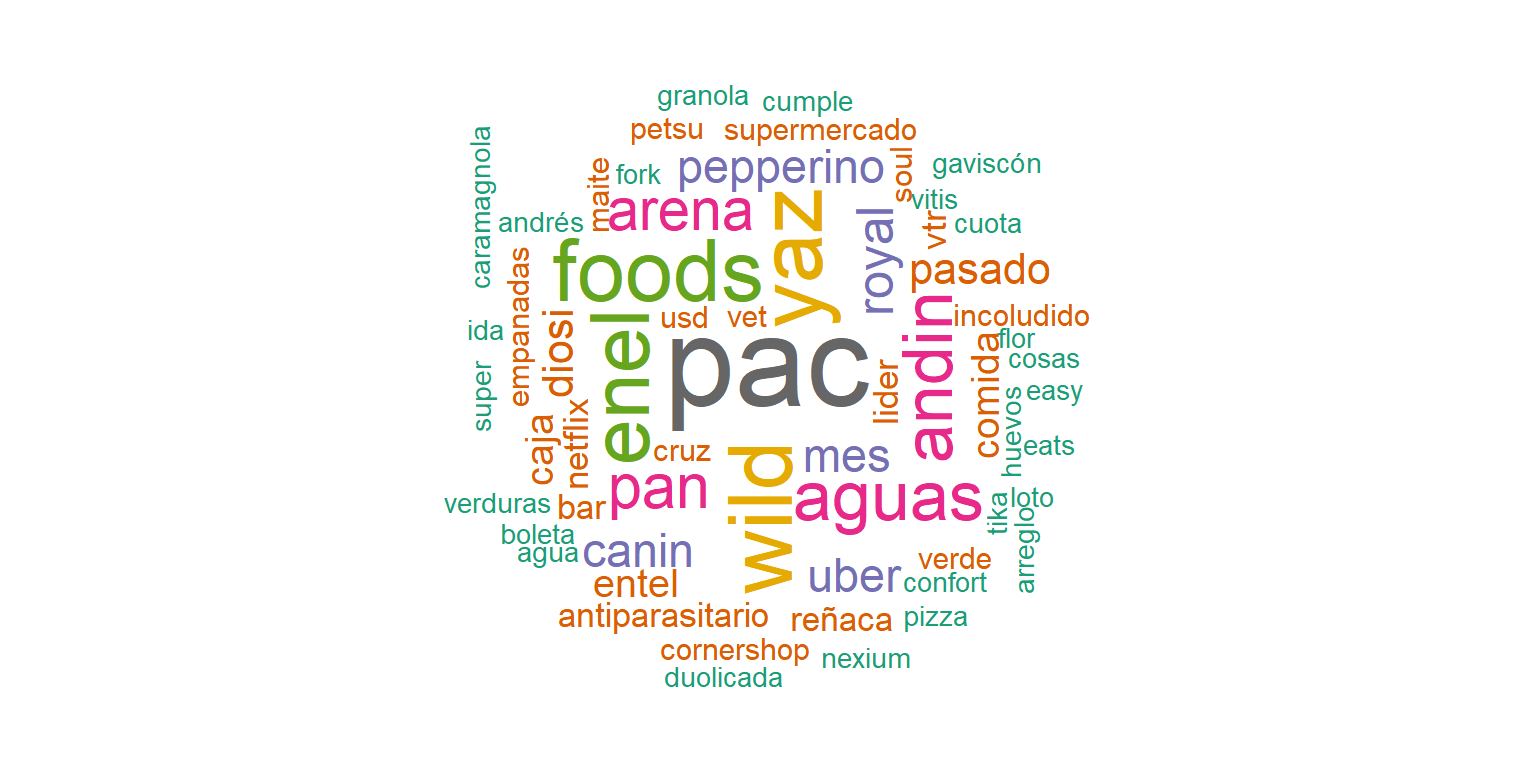 granola
cumple
petsu
supermercado
caramagnola
maite
fork
pepperino
soul
gaviscón
vitis
andrés
arena
yaz
royal
vtr
cuota
foods
pasado
empanadas
diosi
enel
usd
vet
andin
incoludido
ida
pac
flor
cosas
super
lider
comida
easy
caja
netflix
cruz
mes
huevos
eats
verduras
bar
pan
wild
aguas
tika
loto
boleta
agua
canin
arreglo
entel
uber
verde
confort
antiparasitario
reñaca
pizza
cornershop
nexium
duolicada